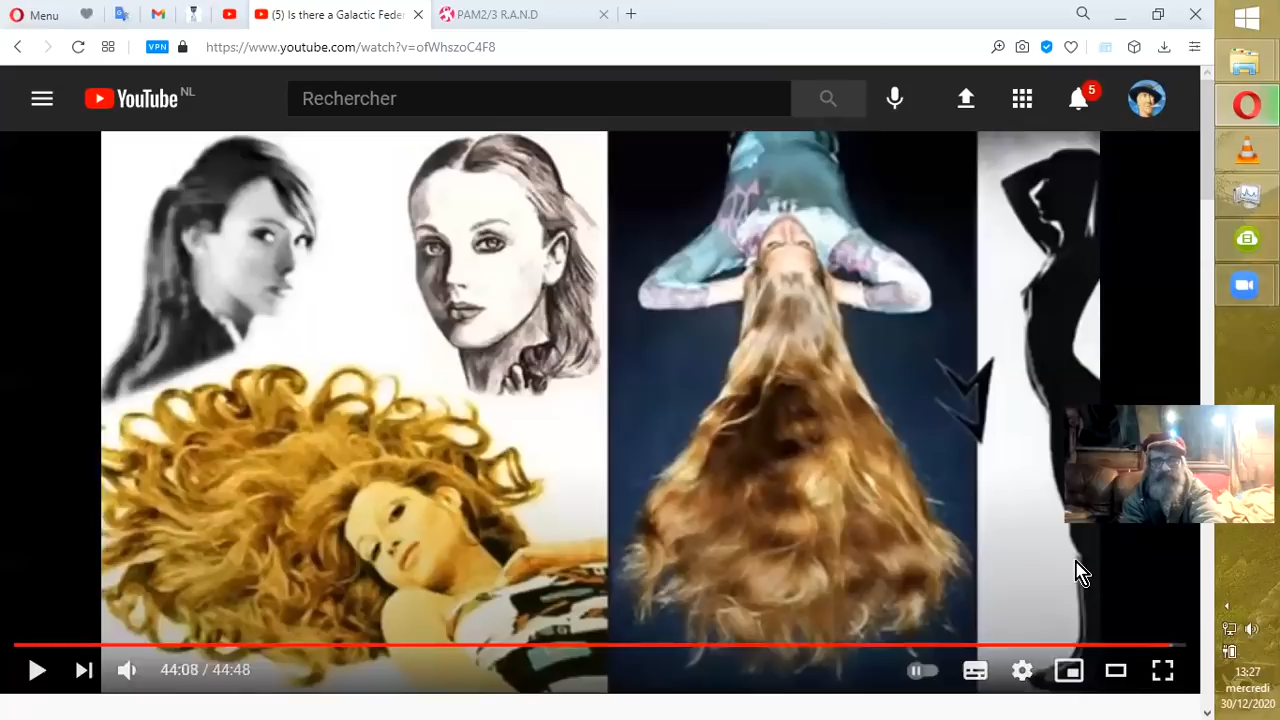 Menu
(5) Is there a Galactic Feder
PAM2/3 R.A.N.D
VPN
https://www.youtube.com/watch?v=ofWhszoC4F8
YouTube NL
Rechercher
5
44:08 / 44:48
13:27
mercredi
30/12/2020